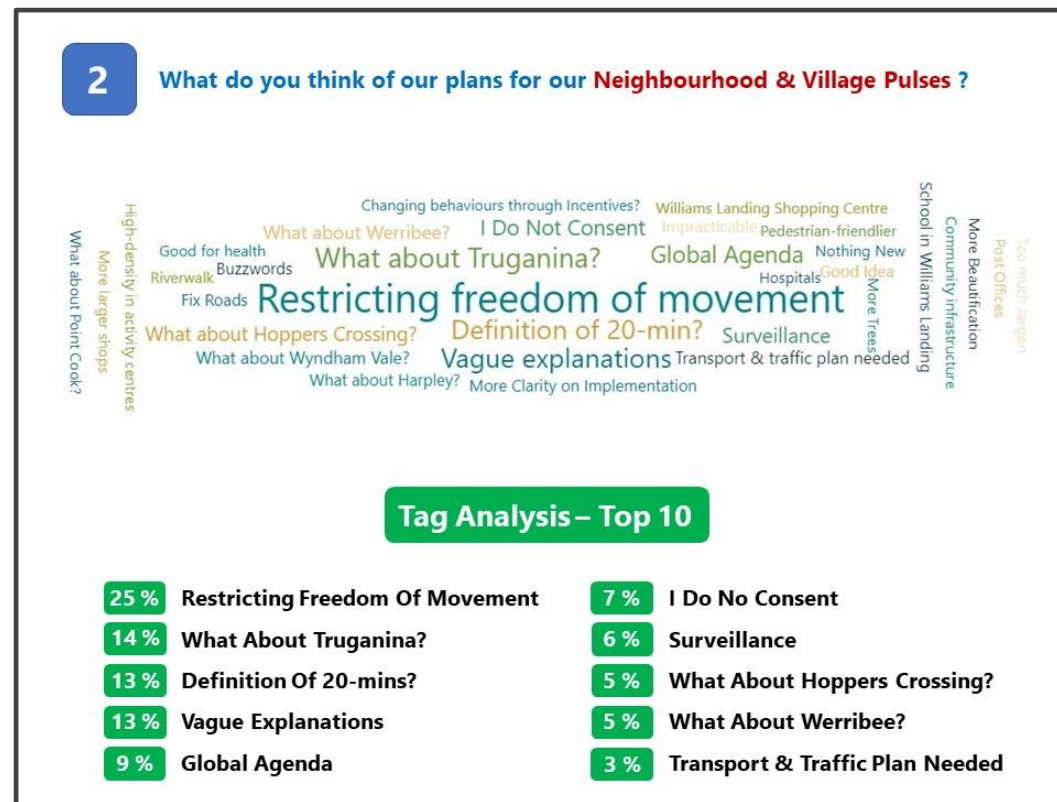 2
What do you think of our plans for our Neighbourhood & Village Pulses ?
Changing behaviours through Incentives?
Williams Landing Shopping Centre
What about Werribee?
I Do Not Consent
Impracticable
Pedestrian-friendlier
Good for health
What about Truganina?
Global Agenda
Nothing New
Riverwalk
Buzzwords
Hospitals
Good Idea
Fix Roads
Restricting freedom of movement
What about Hoppers Crossing?
Definition of 20-min?
Surveillance
What about Wyndham Vale?
Vague explanations
Transport & traffic plan needed
What about Harpley?
More Clarity on Implementation
What about Point Cook?
More larger shops
High-density in activity centres
More Trees
School in Williams Landing
Community infrastructure
More Beautification
Post Offices
Too much Jargon
Tag Analysis – Top 10
25 % Restricting Freedom Of Movement
14 % What About Truganina?
13 % Definition Of 20-mins?
13 % Vague Explanations
9 % Global Agenda
7 % I Do No Consent
6 % Surveillance
5 % What About Hoppers Crossing?
5 % What About Werribee?
3 % Transport & Traffic Plan Needed